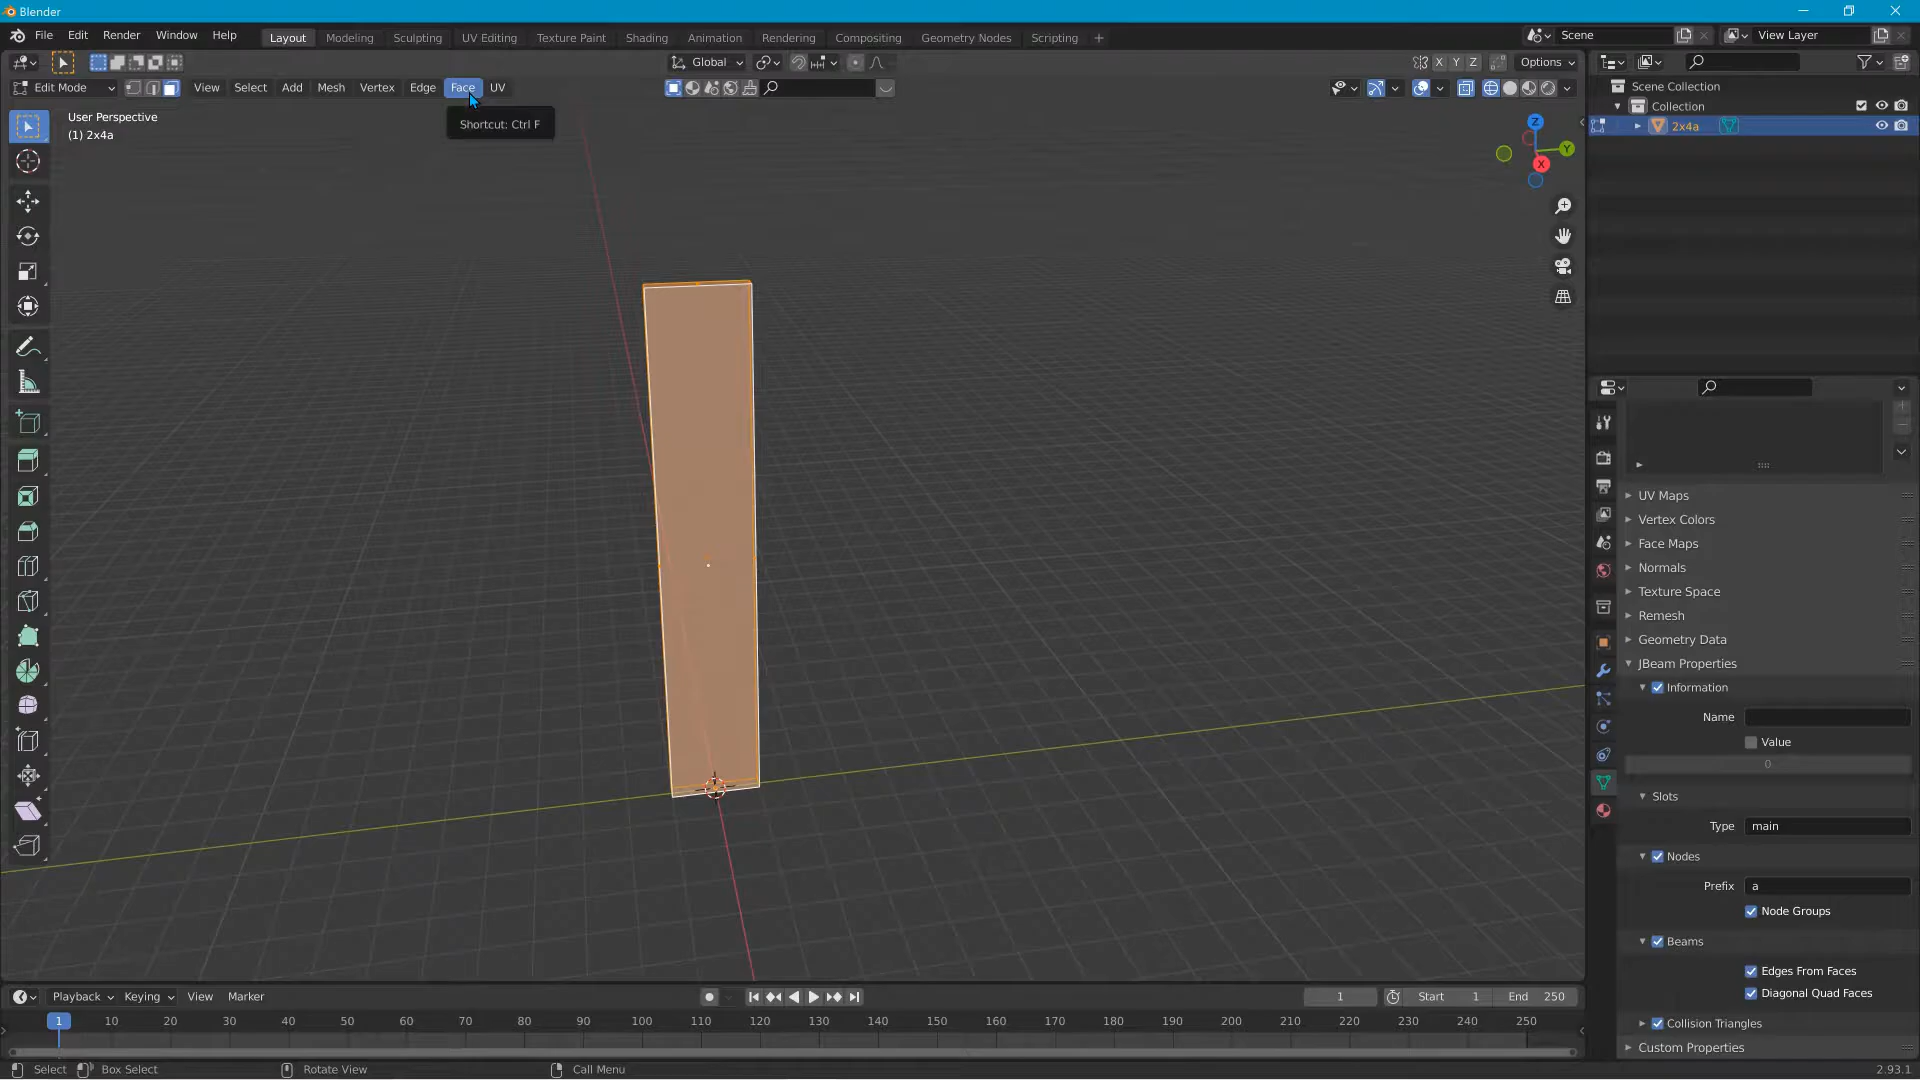 Blender
File Edit Render Window Help
Layout Modeling Sculpting UV Editing Texture Paint Shading Animation Rendering Compositing Geometry Nodes Scripting +
Scene
View Layer
Global
X Y Z
Options
Edit Mode
View Select Add Mesh Vertex Edge Face UV
Shortcut: Ctrl F
User Perspective
(1) 2x4a
Z
Y
X
Scene Collection
Collection
2x4a
UV Maps
Vertex Colors
Face Maps
Normals
Texture Space
Remesh
Geometry Data
JBeam Properties
Information
Name
Value
0
Slots
Type main
Nodes
Prefix a
Node Groups
Beams
Edges From Faces
Diagonal Quad Faces
Collision Triangles
Custom Properties
Playback Keying View Marker
1
Start 1 End 250
1 10 20 30 40 50 60 70 80 90 100 110 120 130 140 150 160 170 180 190 200 210 220 230 240 250
Select Box Select Rotate View Call Menu
2.93.1